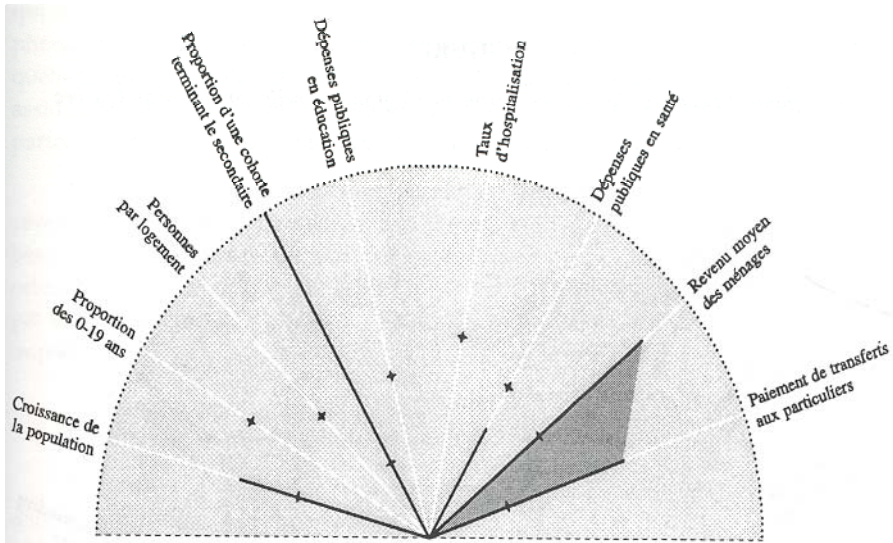 Croissance de
la population
Proportion
des 0-19 ans
Personnes
par logement
Proportion d'une cohorte
terminant le secondaire
Dépenses publiques
en éducation
Taux
d'hospitalisation
Dépenses
publiques en santé
Revenu moyen
des ménages
Paiement de transferts
aux particuliers